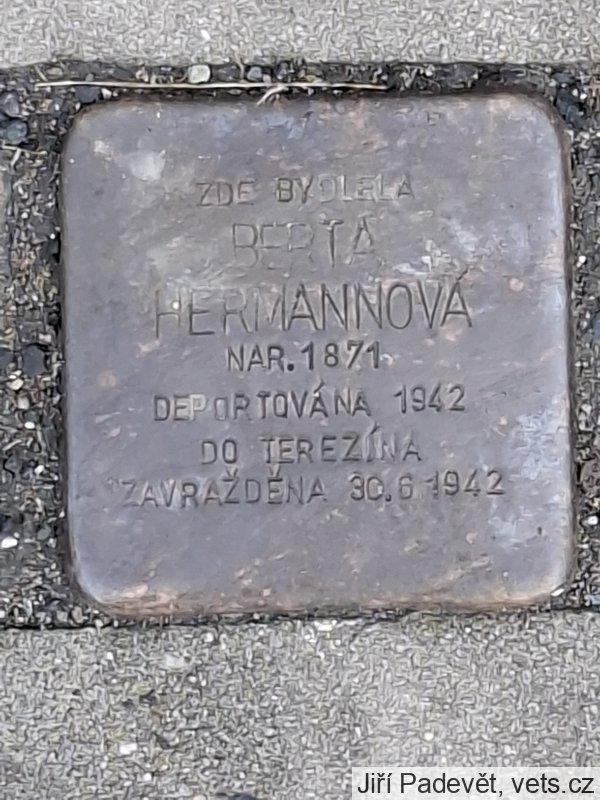 ZDE BYDLELA
BERTA
HERMANNOVÁ
NAR. 1871
DEPORTOVÁNA 1942
DO TEREZÍNA
ZAVRAŽDĚNA 30.6.1942
Jiří Padevět, vets.cz